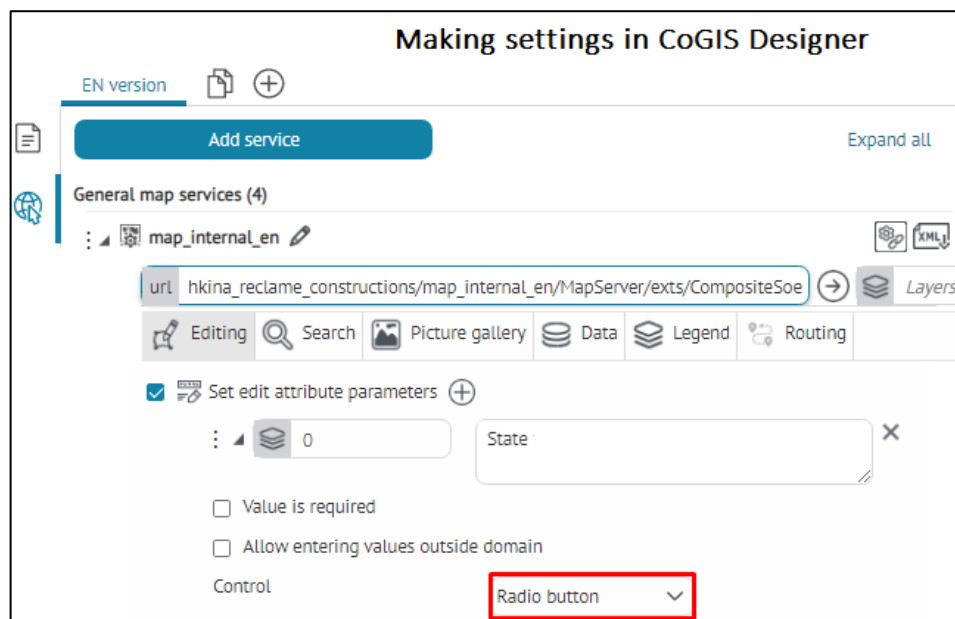 Making settings in CoGIS Designer
EN version
Add service
Expand all
General map services (4)
map_internal_en
XML
url hkina_reclame_constructions/map_internal_en/MapServer/exts/CompositeSoe Layers
Editing Search Picture gallery Data Legend Routing
Set edit attribute parameters
0 State
Value is required
Allow entering values outside domain
Control Radio button